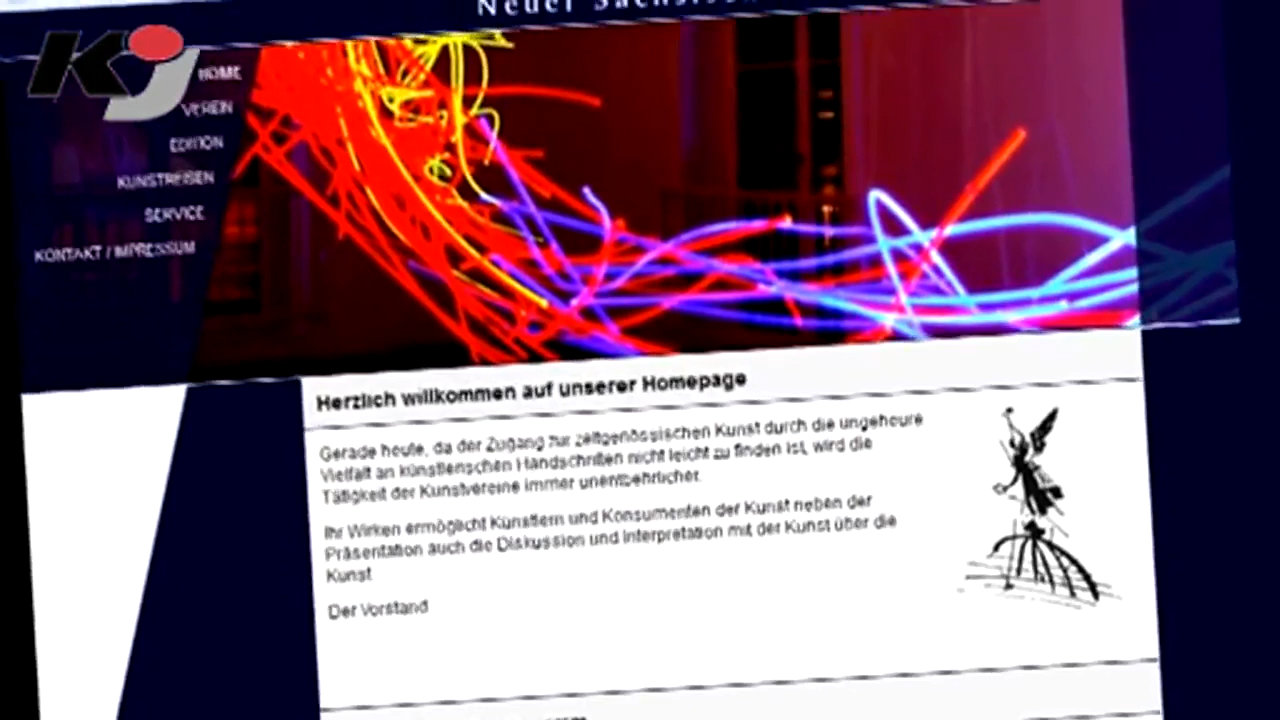 Neuer
KJ
HOME
VEREIN
EDITION
KUNSTREISEN
SERVICE
KONTAKT / IMPRESSUM
Herzlich willkommen auf unserer Homepage
Gerade heute, da der Zugang zur zeitgenössischen Kunst durch die ungeheure
Vielfalt an künstlerischen Handschriften nicht leicht zu finden ist, wird die
Tätigkeit der Kunstvereine immer unentbehrlicher.
Ihr Wirken ermöglicht Künstlern und Konsumenten der Kunst neben der
Präsentation auch die Diskussion und Interpretation mit der Kunst über die
Kunst
Der Vorstand